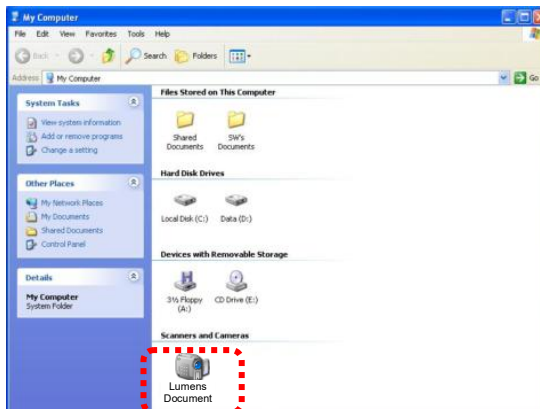 My Computer
File Edit View Favorites Tools Help
Back Search Folders
Address My Computer Go
System Tasks
View system information
Add or remove programs
Change a setting
Other Places
My Network Places
My Documents
Shared Documents
Control Panel
Details
My Computer
System Folder
Files Stored on This Computer
Shared
Documents
SW's
Documents
Hard Disk Drives
Local Disk (C:)
Data (D:)
Devices with Removable Storage
3½ Floppy
(A:)
CD Drive (E:)
Scanners and Cameras
Lumens
Document